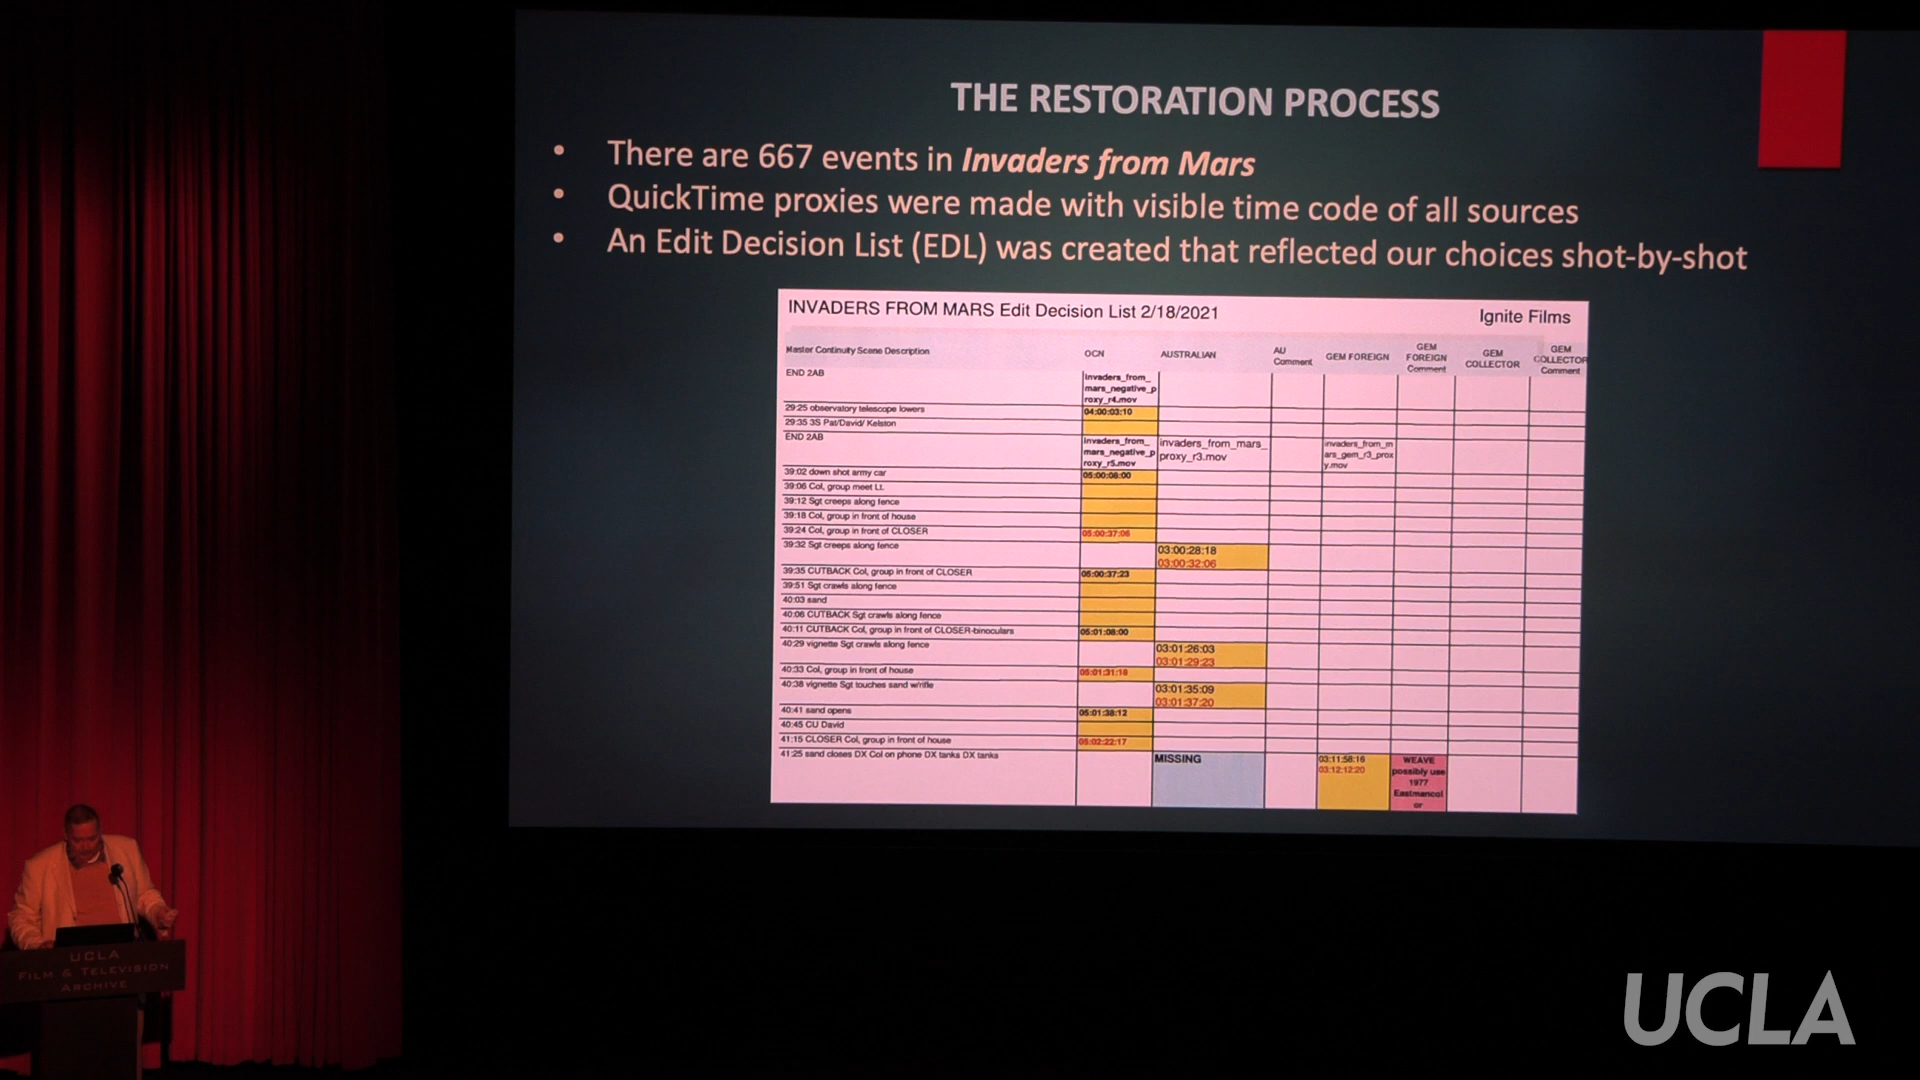 THE RESTORATION PROCESS
• There are 667 events in Invaders from Mars
• QuickTime proxies were made with visible time code of all sources
• An Edit Decision List (EDL) was created that reflected our choices shot-by-shot
INVADERS FROM MARS Edit Decision List 2/18/2021 Ignite Films
Master Continuity Scene Description OCN AUSTRALIAN AU Comment GEM FOREIGN GEM FOREIGN Comment GEM COLLECTOR GEM COLLECTOR Comment
END 2AB invaders_from_mars_negative_proxy_r4.mov
29:25 observatory telescope lowers 04:00:03:10
29:35 3S Pat/David/ Kelston
END 2AB invaders_from_mars_negative_proxy_r5.mov invaders_from_mars_proxy_r3.mov invaders_from_mars_gem_r3_proxy.mov
39:02 down shot army car 05:00:08:00
39:06 Col, group meet Lt.
39:12 Sgt creeps along fence
39:18 Col, group in front of house
39:24 Col, group in front of CLOSER 05:00:37:06
39:32 Sgt creeps along fence 03:00:28:18
03:00:32:06
39:35 CUTBACK Col, group in front of CLOSER 05:00:37:23
39:51 Sgt crawls along fence
40:03 sand
40:06 CUTBACK Sgt crawls along fence
40:11 CUTBACK Col, group in front of CLOSER-binoculars 05:01:08:00
40:29 vignette Sgt crawls along fence 03:01:26:03
03:01:29:23
40:33 Col, group in front of house 05:01:31:18
40:38 vignette Sgt touches sand w/rifle 03:01:35:09
03:01:37:20
40:41 sand opens 05:01:38:12
40:45 CU David
41:15 CLOSER Col, group in front of house 05:02:22:17
41:25 sand closes DX Col on phone DX tanks DX tanks MISSING 03:11:58:16
03:12:12:20
WEAVE
possibly use
1977
Eastmancol
or
UCLA
FILM & TELEVISION
ARCHIVE
UCLA